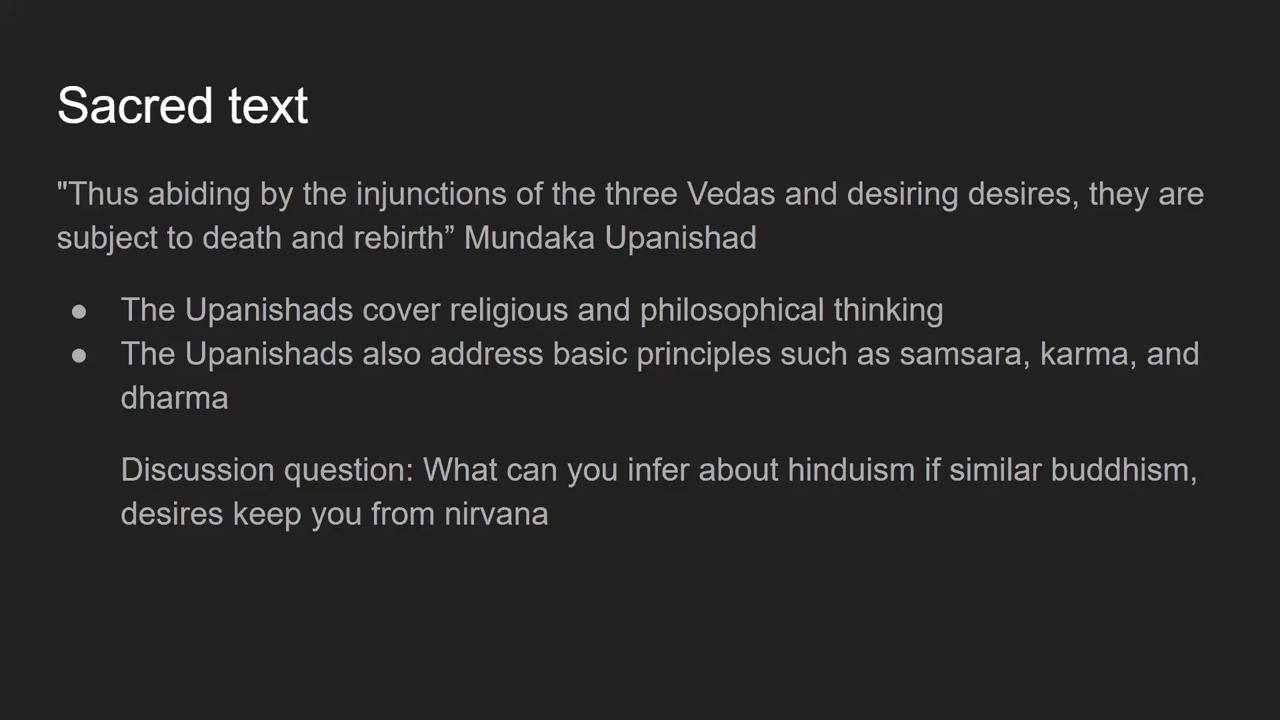 Sacred text
"Thus abiding by the injunctions of the three Vedas and desiring desires, they are
subject to death and rebirth” Mundaka Upanishad
● The Upanishads cover religious and philosophical thinking
● The Upanishads also address basic principles such as samsara, karma, and
dharma
Discussion question: What can you infer about hinduism if similar buddhism,
desires keep you from nirvana